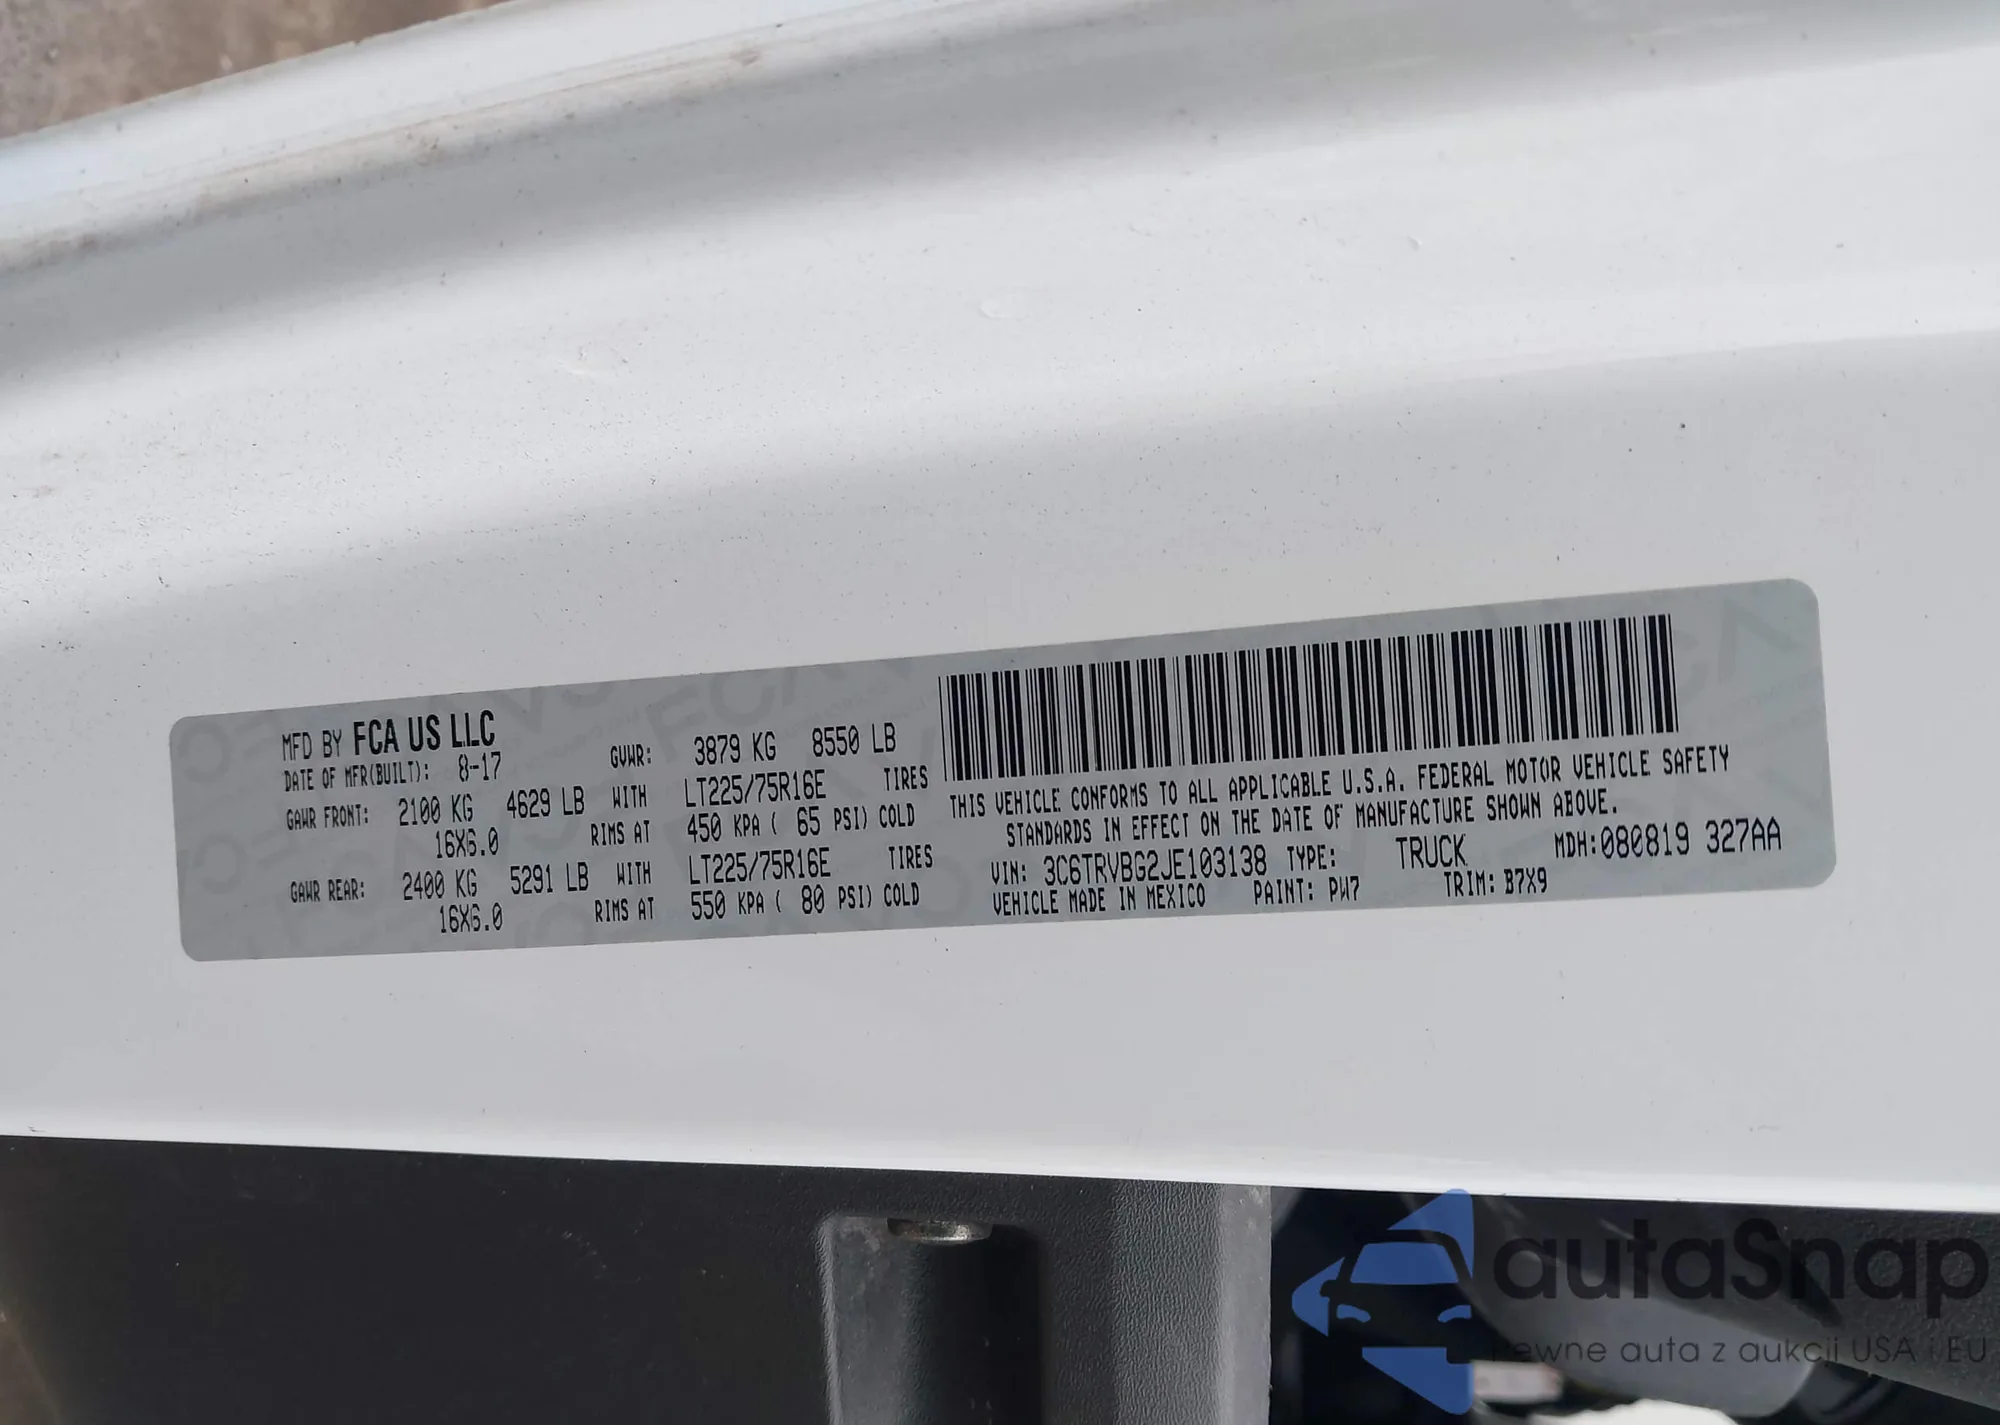 MFD BY FCA US LLC
DATE OF MFR(BUILT): 8-17
GVWR: 3879 KG 8550 LB
GAWR FRONT: 2100 KG 4629 LB WITH LT225/75R16E TIRES
16X6.0 RIMS AT 450 KPA ( 65 PSI) COLD
GAWR REAR: 2400 KG 5291 LB WITH LT225/75R16E TIRES
16X6.0 RIMS AT 550 KPA ( 80 PSI) COLD
THIS VEHICLE CONFORMS TO ALL APPLICABLE U.S.A. FEDERAL MOTOR VEHICLE SAFETY
STANDARDS IN EFFECT ON THE DATE OF MANUFACTURE SHOWN ABOVE.
VIN: 3C6TRVBG2JE103138 TYPE: TRUCK MDH:080819 327AA
VEHICLE MADE IN MEXICO PAINT: PW7 TRIM: B7X9
autaSnap
Pewne auta z aukcji USA i EU